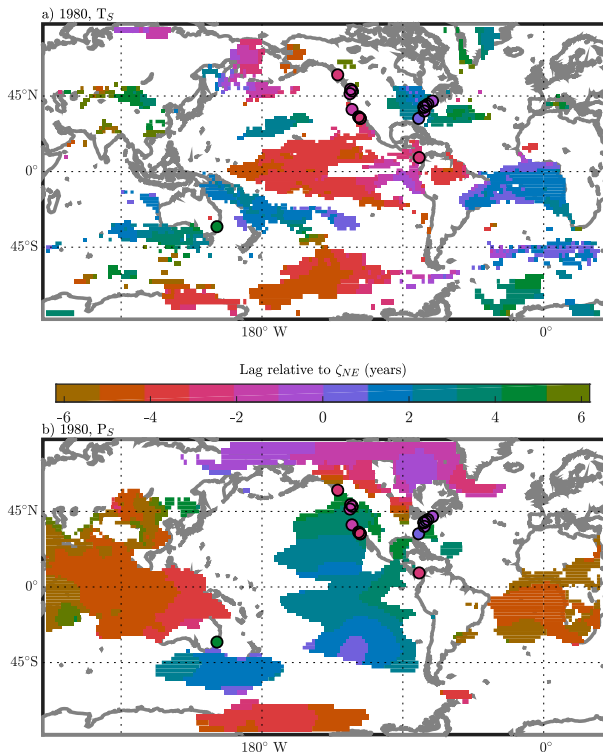 a) 1980, T_S
45°N
0°
45°S
180° W
0°
Lag relative to ζ_NE (years)
-6 -4 -2 0 2 4 6
b) 1980, P_S
45°N
0°
45°S
180° W
0°